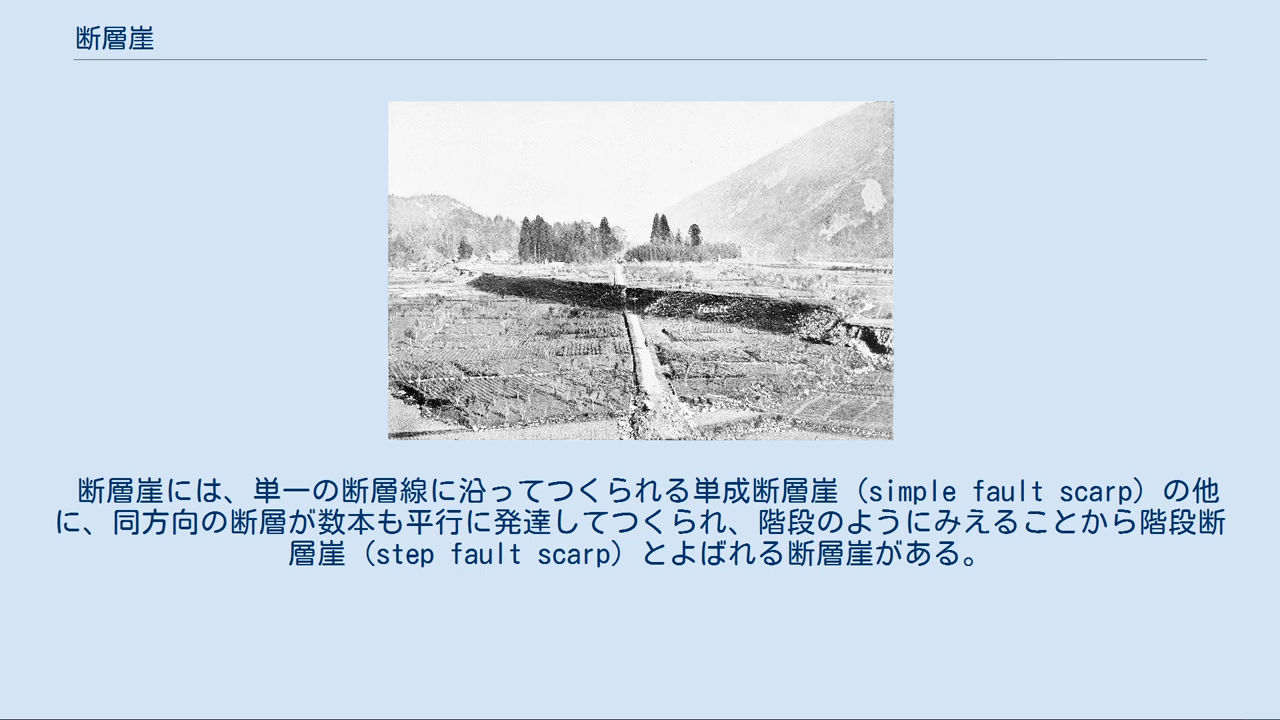 断層崖
fault
断層崖には、単一の断層線に沿ってつくられる単成断層崖（simple fault scarp）の他
に、同方向の断層が数本も平行に発達してつくられ、階段のようにみえることから階段断
層崖（step fault scarp）とよばれる断層崖がある。